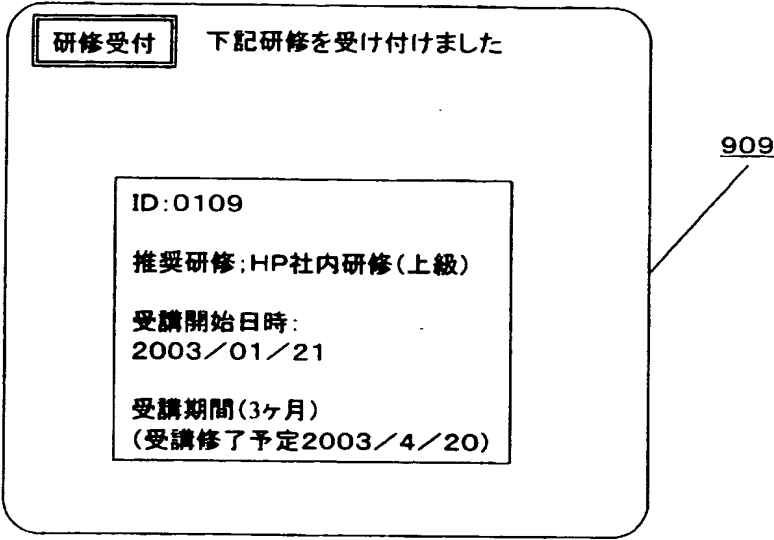 研修受付 下記研修を受け付けました
909
ID:0109
推奨研修;HP社内研修(上級)
受講開始日時:
2003/01/21
受講期間(3ヶ月)
(受講修了予定2003/4/20)